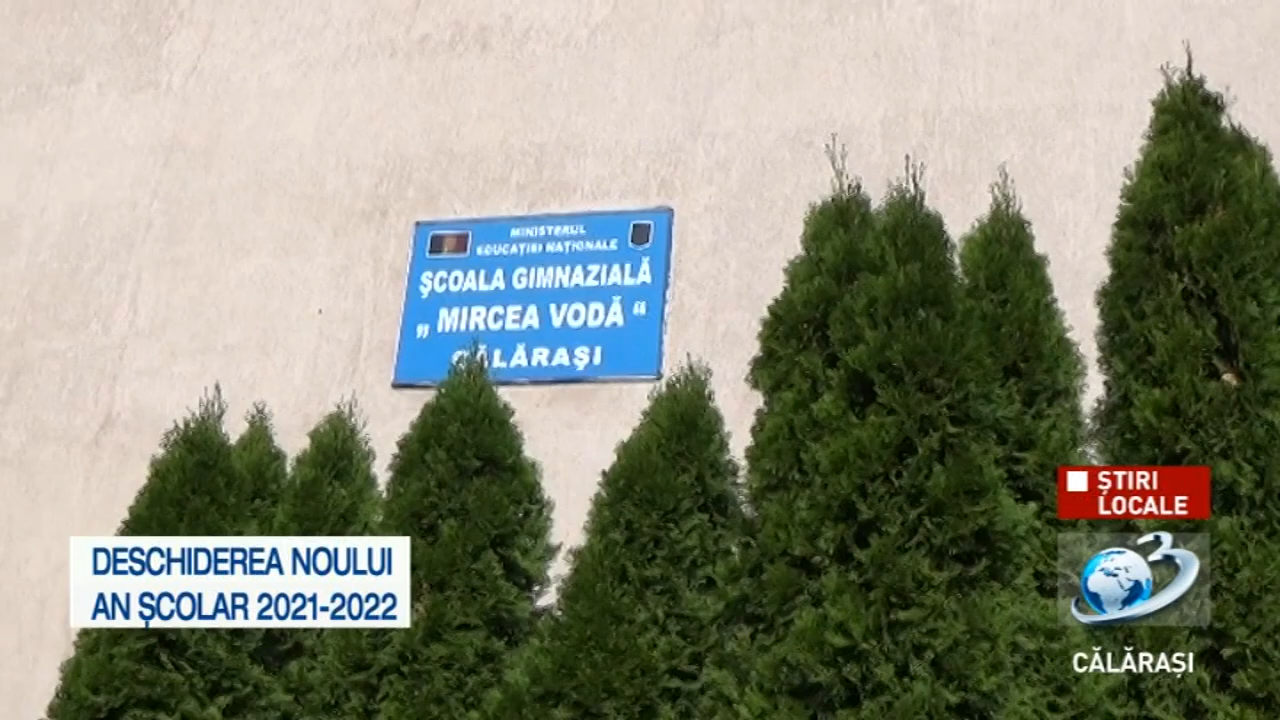 MINISTERUL
EDUCAȚIEI NAȚIONALE
ȘCOALA GIMNAZIALĂ
„ MIRCEA VODĂ “
CĂLĂRAȘI
DESCHIDEREA NOULUI
AN ȘCOLAR 2021-2022
ȘTIRI
LOCALE
3
CĂLĂRAȘI